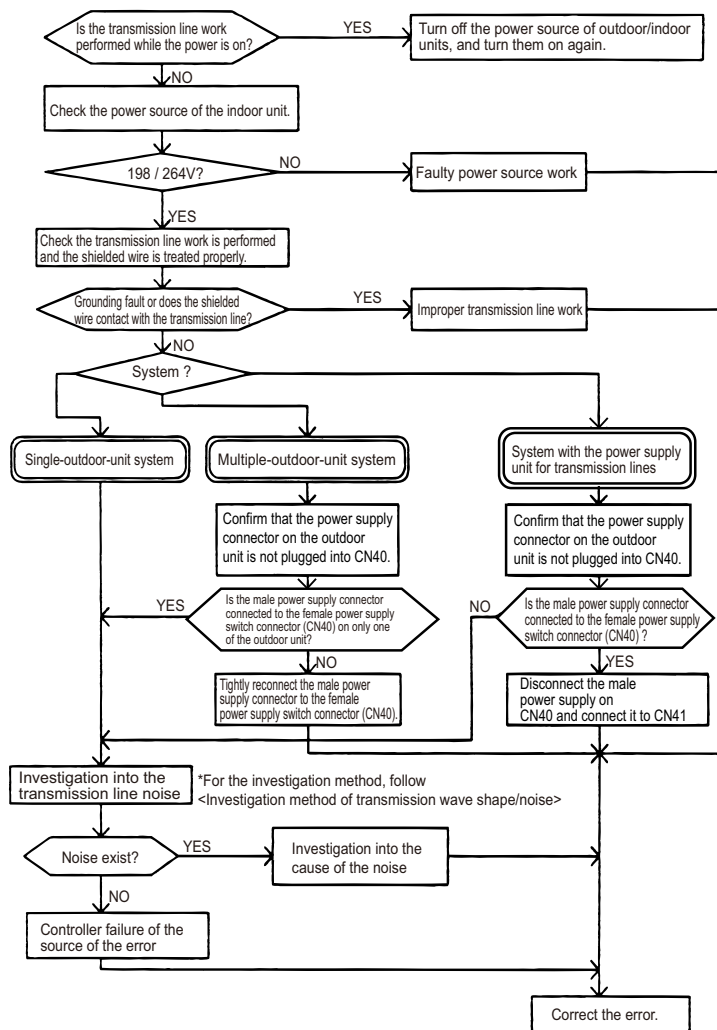 Is the transmission line work
performed while the power is on?
YES
Turn off the power source of outdoor/indoor
units, and turn them on again.
NO
Check the power source of the indoor unit.
198 / 264V?
NO
Faulty power source work
YES
Check the transmission line work is performed
and the shielded wire is treated properly.
Grounding fault or does the shielded
wire contact with the transmission line?
YES
Improper transmission line work
NO
System ?
Single-outdoor-unit system
Multiple-outdoor-unit system
System with the power supply
unit for transmission lines
Confirm that the power supply
connector on the outdoor
unit is not plugged into CN40.
Confirm that the power supply
connector on the outdoor
unit is not plugged into CN40.
YES
Is the male power supply connector
connected to the female power supply
switch connector (CN40) on only one
of the outdoor unit?
NO
Is the male power supply connector
connected to the female power supply
switch connector (CN40) ?
NO
YES
Tightly reconnect the male power
supply connector to the female
power supply switch connector (CN40).
Disconnect the male
power supply on
CN40 and connect it to CN41
Investigation into the
transmission line noise
*For the investigation method, follow
<Investigation method of transmission wave shape/noise>
Noise exist?
YES
Investigation into the
cause of the noise
NO
Controller failure of the
source of the error
Correct the error.